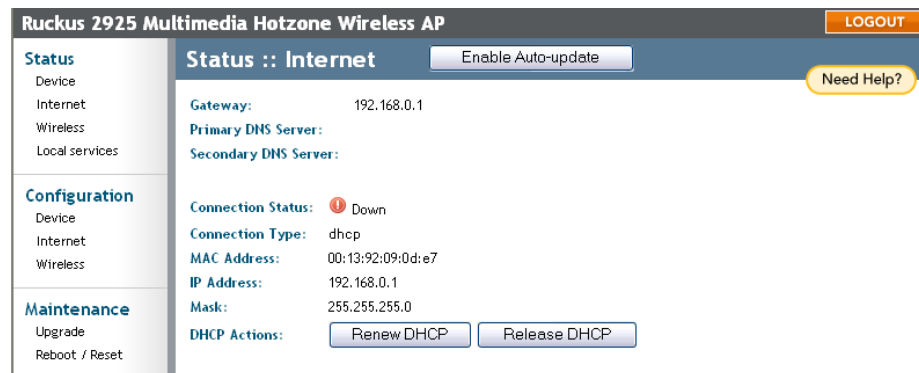 Ruckus 2925 Multimedia Hotzone Wireless AP
LOGOUT
Status
Device
Internet
Wireless
Local services
Configuration
Device
Internet
Wireless
Maintenance
Upgrade
Reboot / Reset
Status :: Internet
Enable Auto-update
Need Help?
Gateway: 192.168.0.1
Primary DNS Server:
Secondary DNS Server:
Connection Status: Down
Connection Type: dhcp
MAC Address: 00:13:92:09:0d:e7
IP Address: 192.168.0.1
Mask: 255.255.255.0
DHCP Actions: Renew DHCP Release DHCP